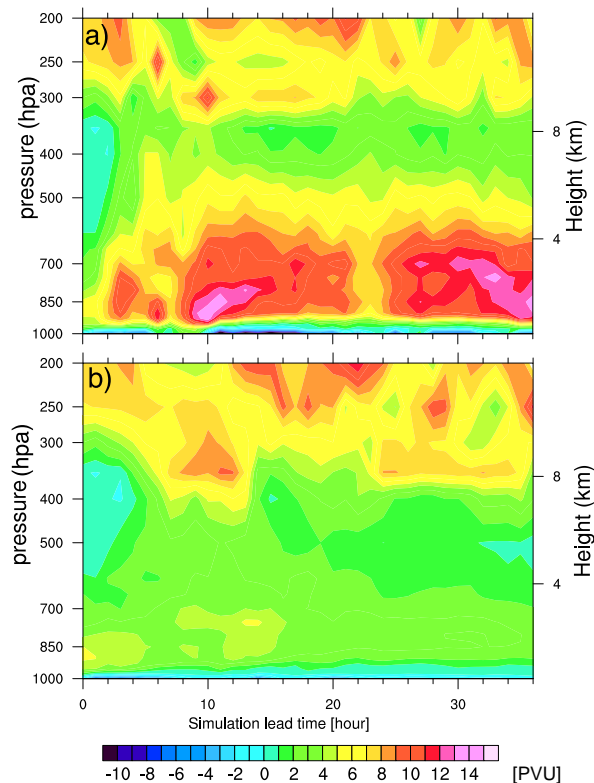 a)
200
250
300
400
500
700
850
1000
pressure (hpa)
8
4
Height (km)
b)
200
250
300
400
500
700
850
1000
pressure (hpa)
8
4
Height (km)
0 10 20 30
Simulation lead time [hour]
-10 -8 -6 -4 -2 0 2 4 6 8 10 12 14 [PVU]